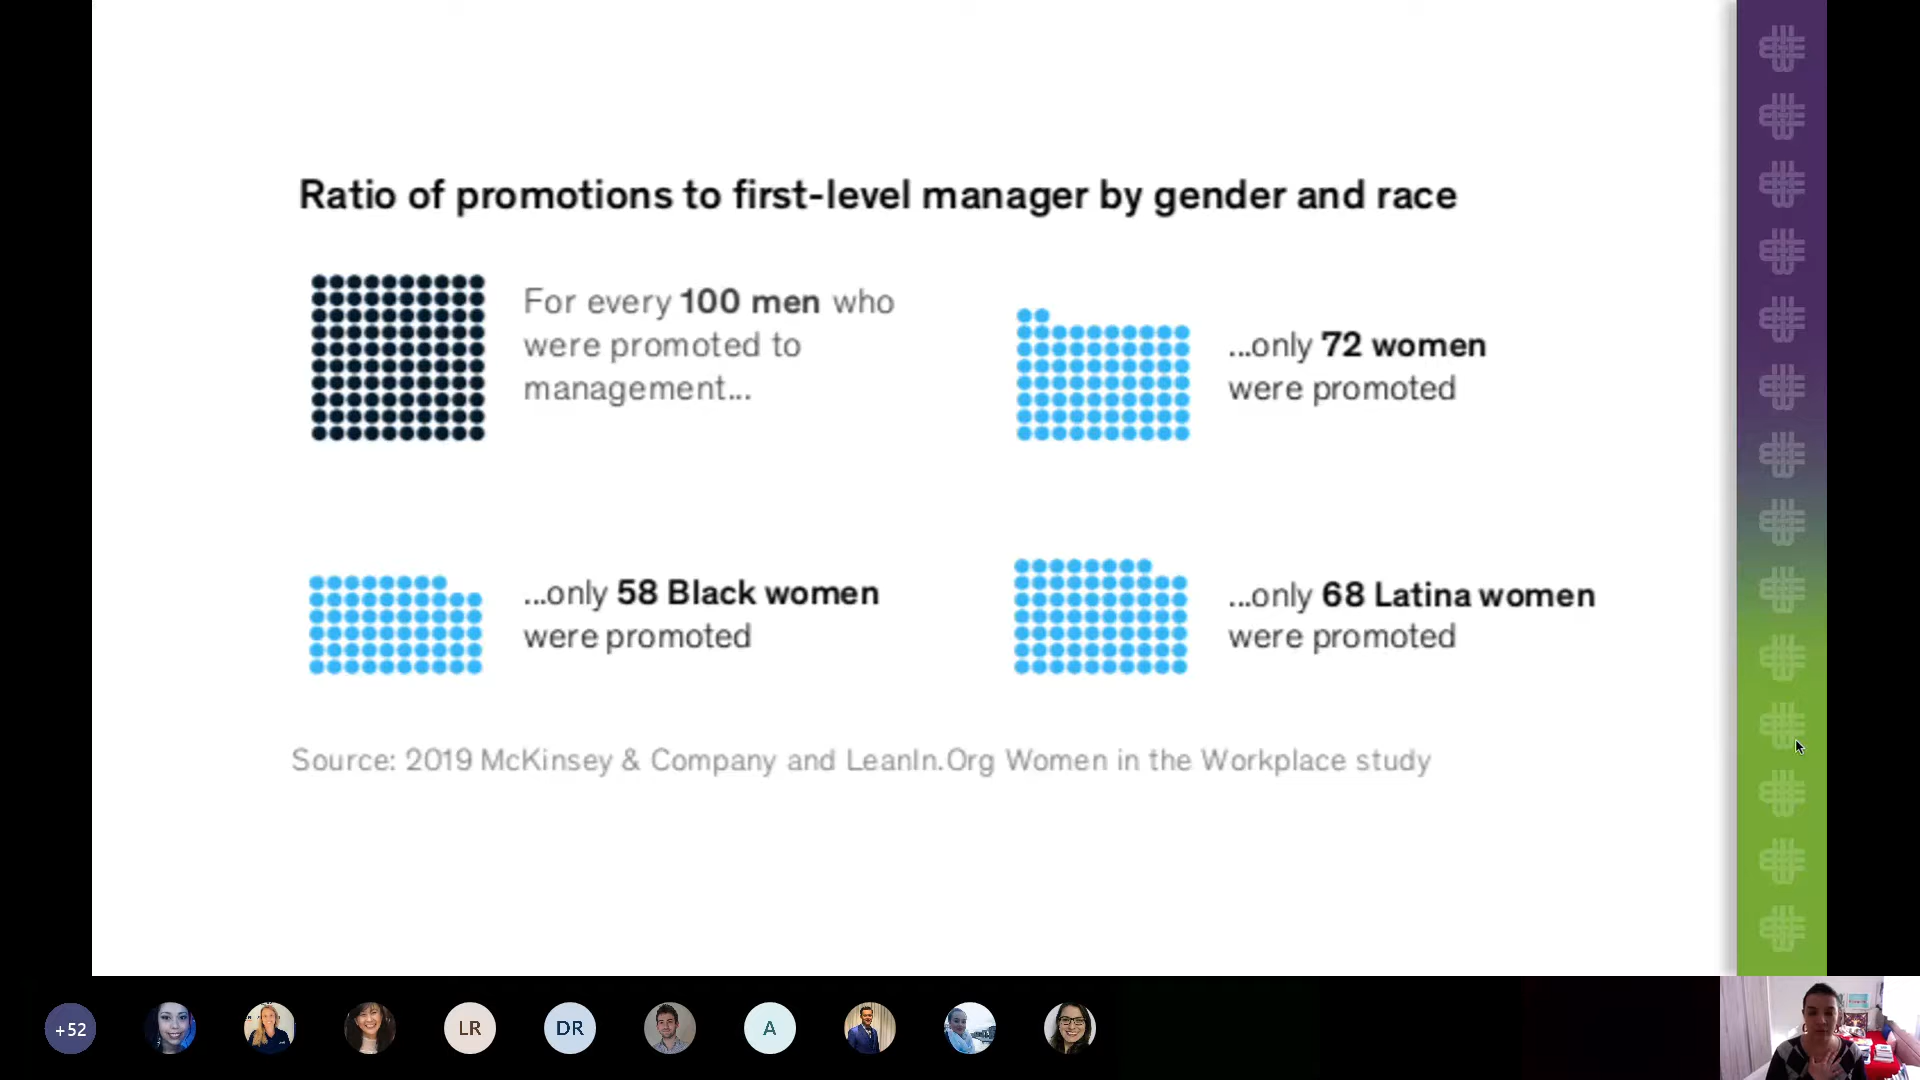 Ratio of promotions to first-level manager by gender and race
For every 100 men who
were promoted to
management...
...only 72 women
were promoted
...only 58 Black women
were promoted
...only 68 Latina women
were promoted
Source: 2019 McKinsey & Company and LeanIn.Org Women in the Workplace study
+52
LR
DR
A